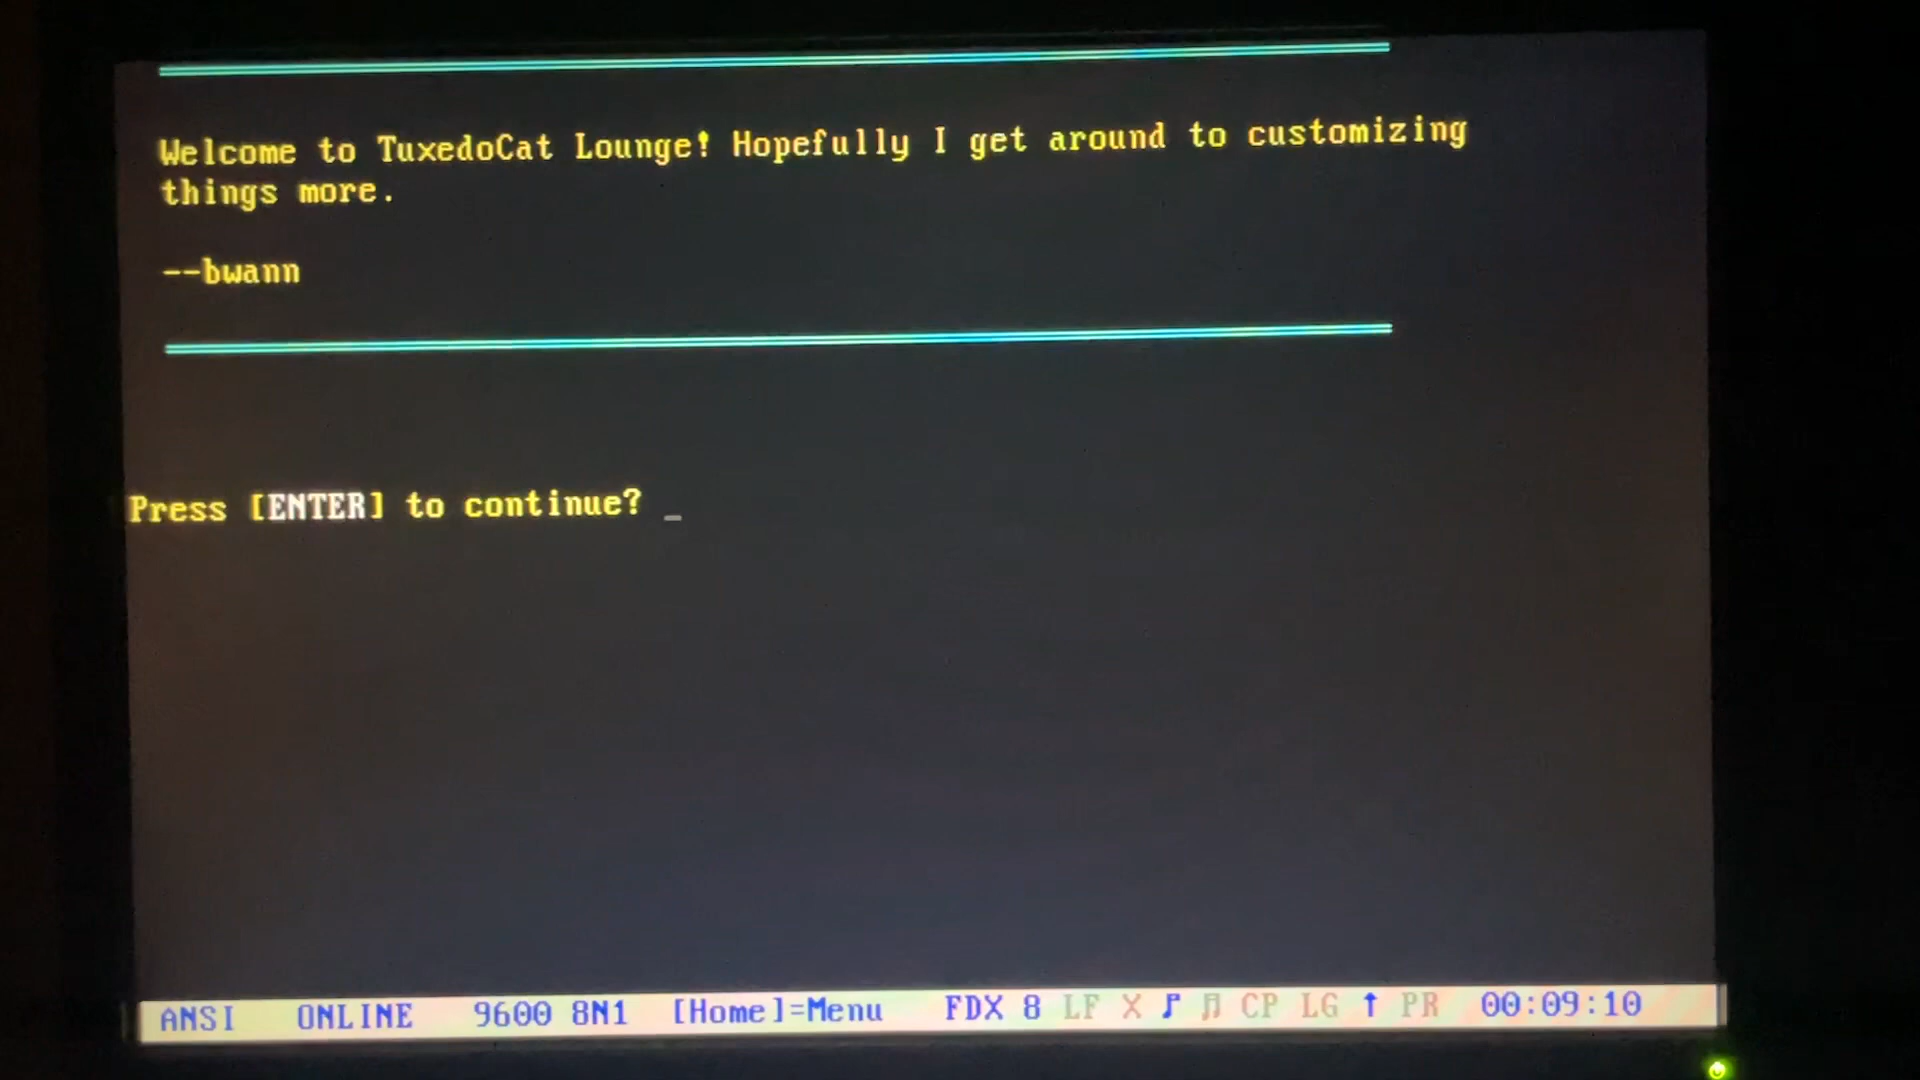 Welcome to TuxedoCat Lounge! Hopefully I get around to customizing
things more.
--bwann
Press [ENTER] to continue? _
ANSI ONLINE 9600 8N1 [Home]=Menu FDX 8 LF X ♪ ♫ CP LG ↑ PR 00:09:10